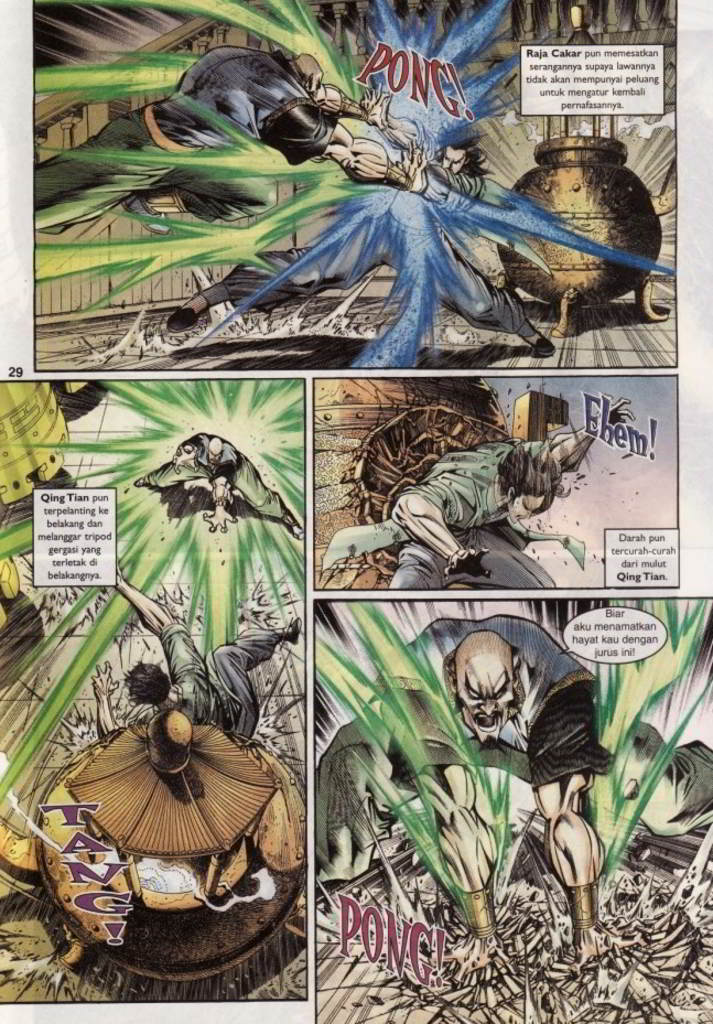 PONG!
Raja Cakar pun memesatkan
serangannya supaya lawannya
tidak akan mempunyai peluang
untuk mengatur kembali
pernafasannya.
29
Qing Tian pun
terpelanting ke
belakang dan
melanggar tripod
gergasi yang
terletak di
belakangnya.
TANG!
Ehem!
Darah pun
tercurah-curah
dari mulut
Qing Tian.
Biar
aku menamatkan
hayat kau dengan
jurus ini!
PONG!